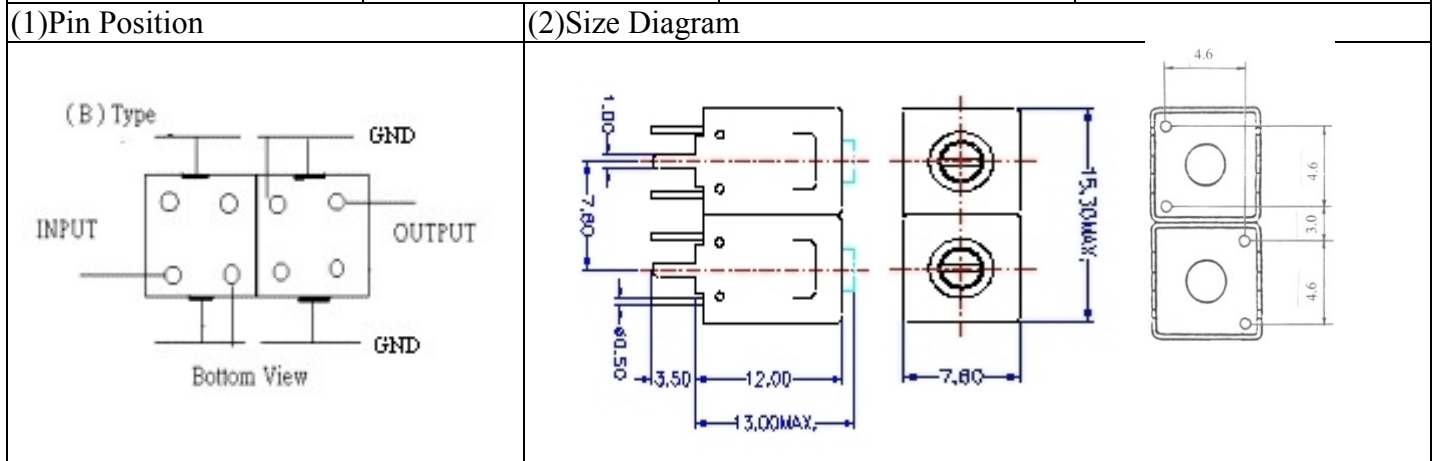 (1)Pin Position
(2)Size Diagram
(B) Type
GND
INPUT
OUTPUT
GND
Bottom View
1.00
7.80
ø0.50
3.50
12.00
13.00MAX,
7.80
15.30MAX,
4.6
4.6
3.0
4.6